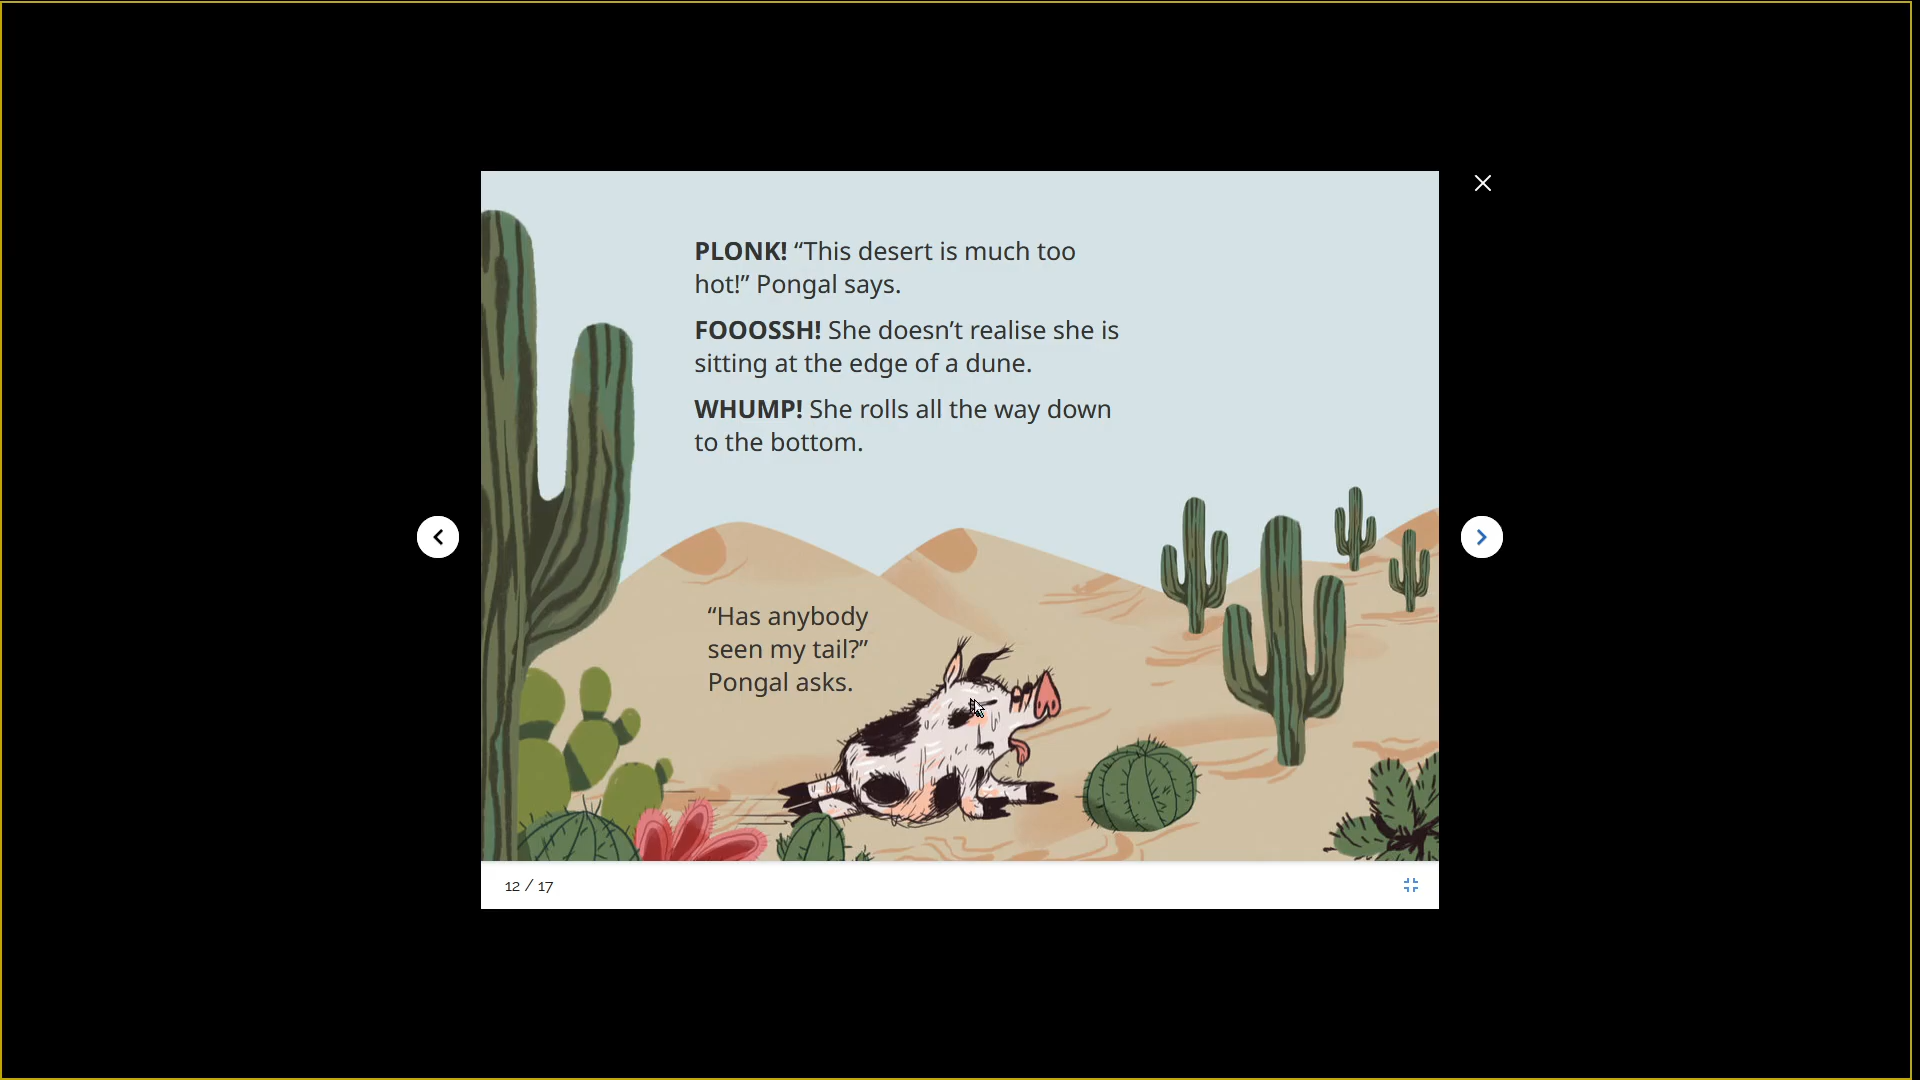 PLONK! “This desert is much too
hot!” Pongal says.
FOOOSSH! She doesn’t realise she is
sitting at the edge of a dune.
WHUMP! She rolls all the way down
to the bottom.
“Has anybody
seen my tail?”
Pongal asks.
12 / 17